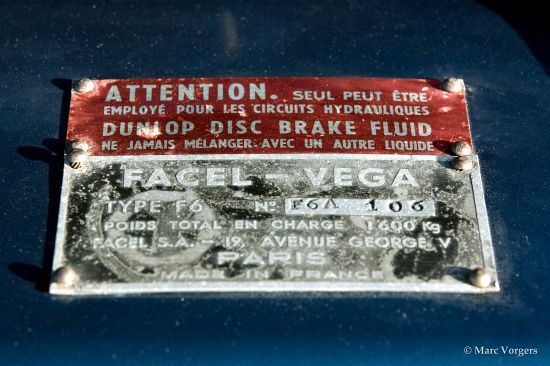 ATTENTION. SEUL PEUT ÊTRE
EMPLOYÉ POUR LES CIRCUITS HYDRAULIQUES
DUNLOP DISC BRAKE FLUID
NE JAMAIS MÉLANGER AVEC UN AUTRE LIQUIDE
FACEL-VEGA
TYPE F6 Nº F6A 106
POIDS TOTAL EN CHARGE 1600 Kg
FACEL S.A.-19, AVENUE GEORGE V
PARIS
MADE IN FRANCE
© Marc Vorgers